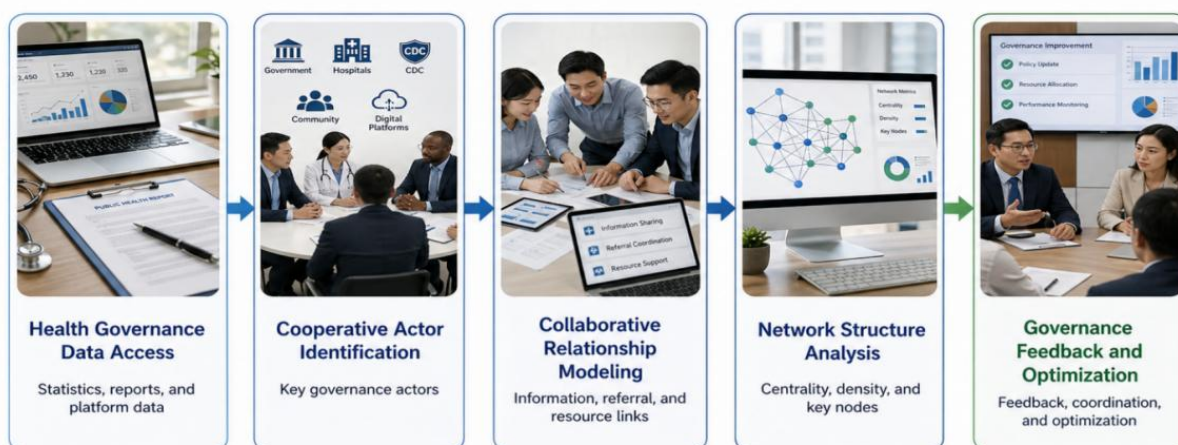 2,450
1,230
1,220
PUBLIC HEALTH REPORT
Health Governance
Data Access
Statistics, reports, and
platform data
Government
Hospitals
CDC
CDC
Community
Digital
Platforms
Cooperative Actor
Identification
Key governance actors
Information Sharing
Referral Coordination
Resource Support
Collaborative
Relationship
Modeling
Information, referral, and
resource links
Network Metrics
Centrality
Density
Key Nodes
Network Structure
Analysis
Centrality, density, and
key nodes
Governance Improvement
Policy Update
Resource Allocation
Performance Monitoring
Governance
Feedback and
Optimization
Feedback, coordination,
and optimization